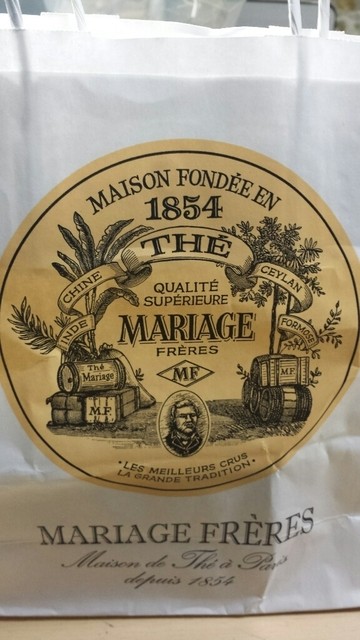 MAISON FONDÉE EN
1854
THÉ
CHINE
CEYLAN
INDE
FORMOSE
QUALITÉ
SUPÉRIEURE
MARIAGE
FRÈRES
MF
Thé
Mariage
M.F.
MF
•LES MEILLEURS CRUS
LA GRANDE TRADITION•
MARIAGE FRÈRES
Maison de Thé à Paris
depuis 1854